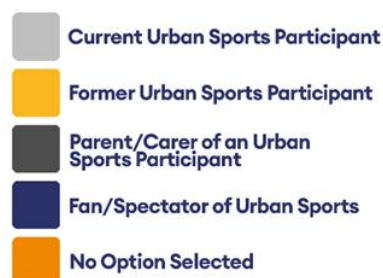 Current Urban Sports Participant
Former Urban Sports Participant
Parent/Carer of an Urban
Sports Participant
Fan/Spectator of Urban Sports
No Option Selected